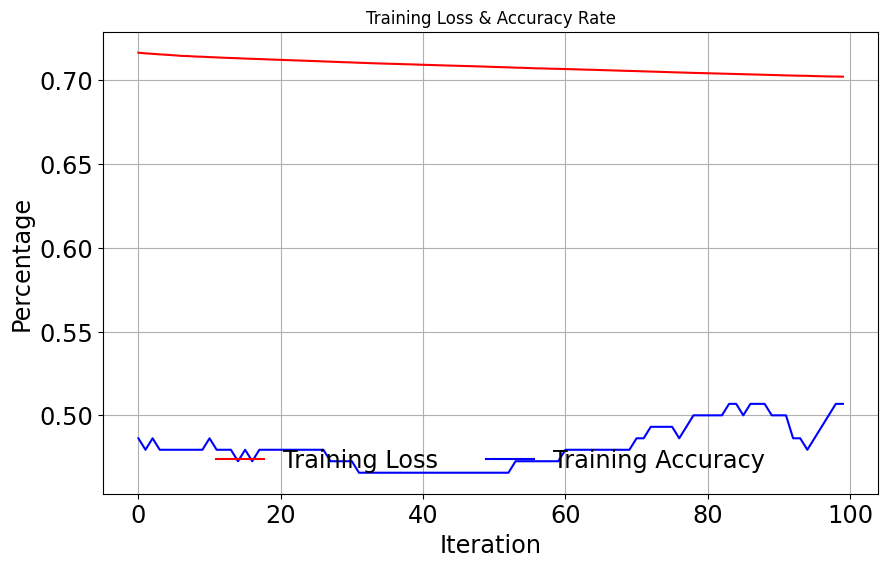 Training Loss & Accuracy Rate
0.70
0.65
0.60
0.55
0.50
Percentage
Training Loss
Training Accuracy
0
20
40
60
80
100
Iteration